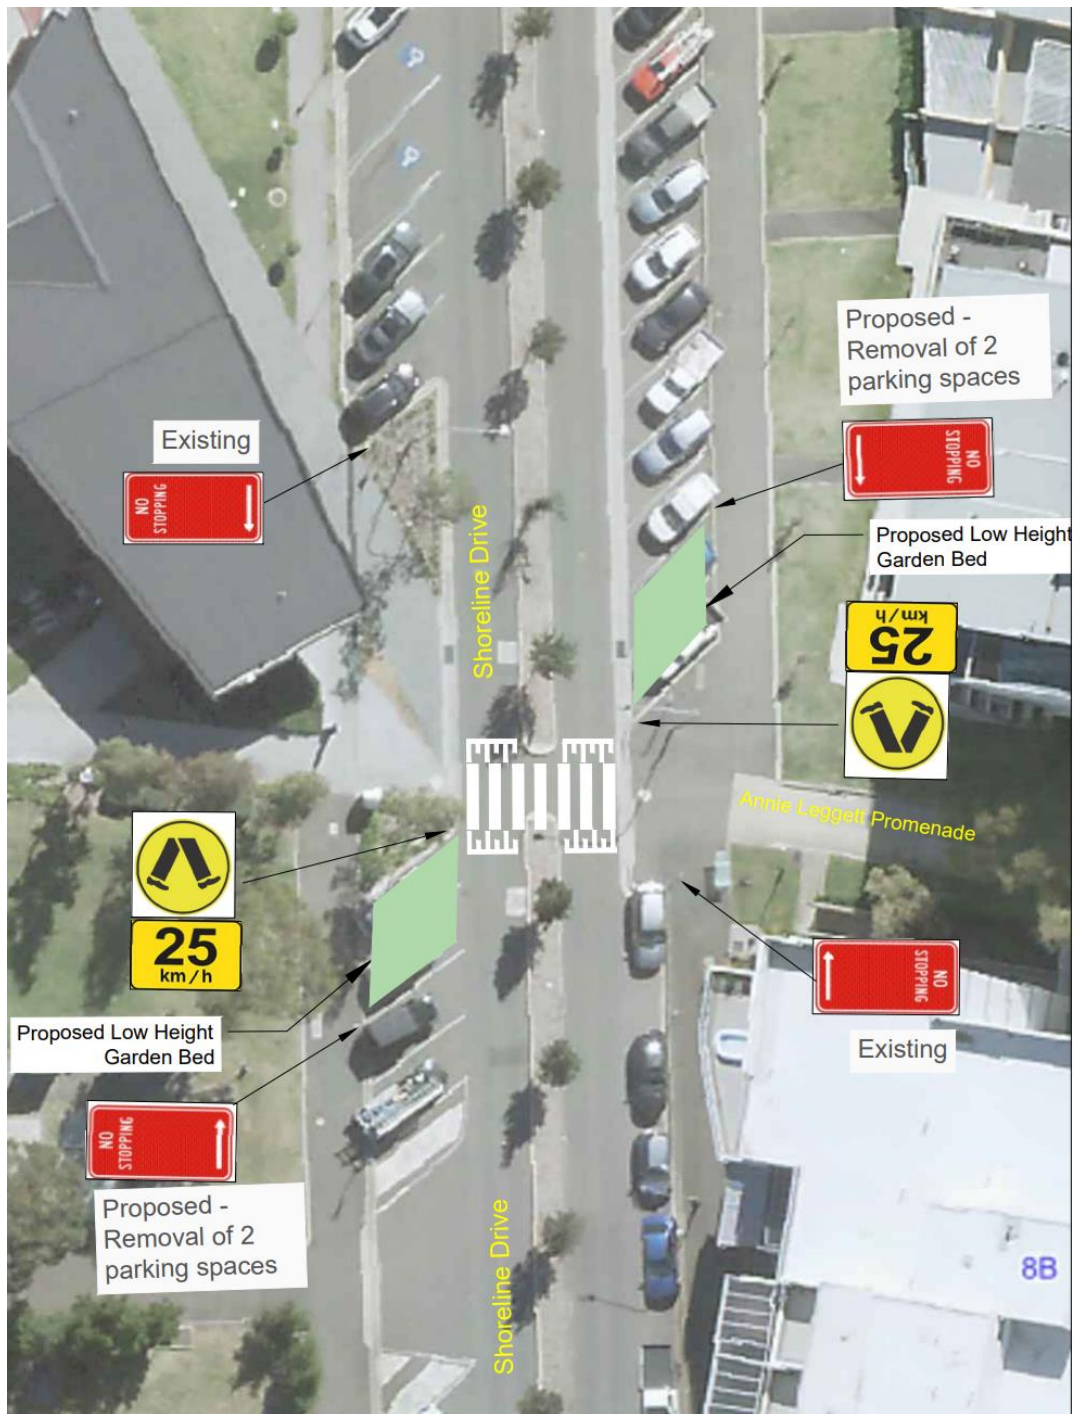 Proposed -
Removal of 2
parking spaces
Existing
NO
STOPPING
NO
STOPPING
Shoreline Drive
Proposed Low Height
Garden Bed
25
km/h
Annie Leggett Promenade
25
km/h
NO
STOPPING
Proposed Low Height
Garden Bed
Existing
NO
STOPPING
Proposed -
Removal of 2
parking spaces
Shoreline Drive
8B